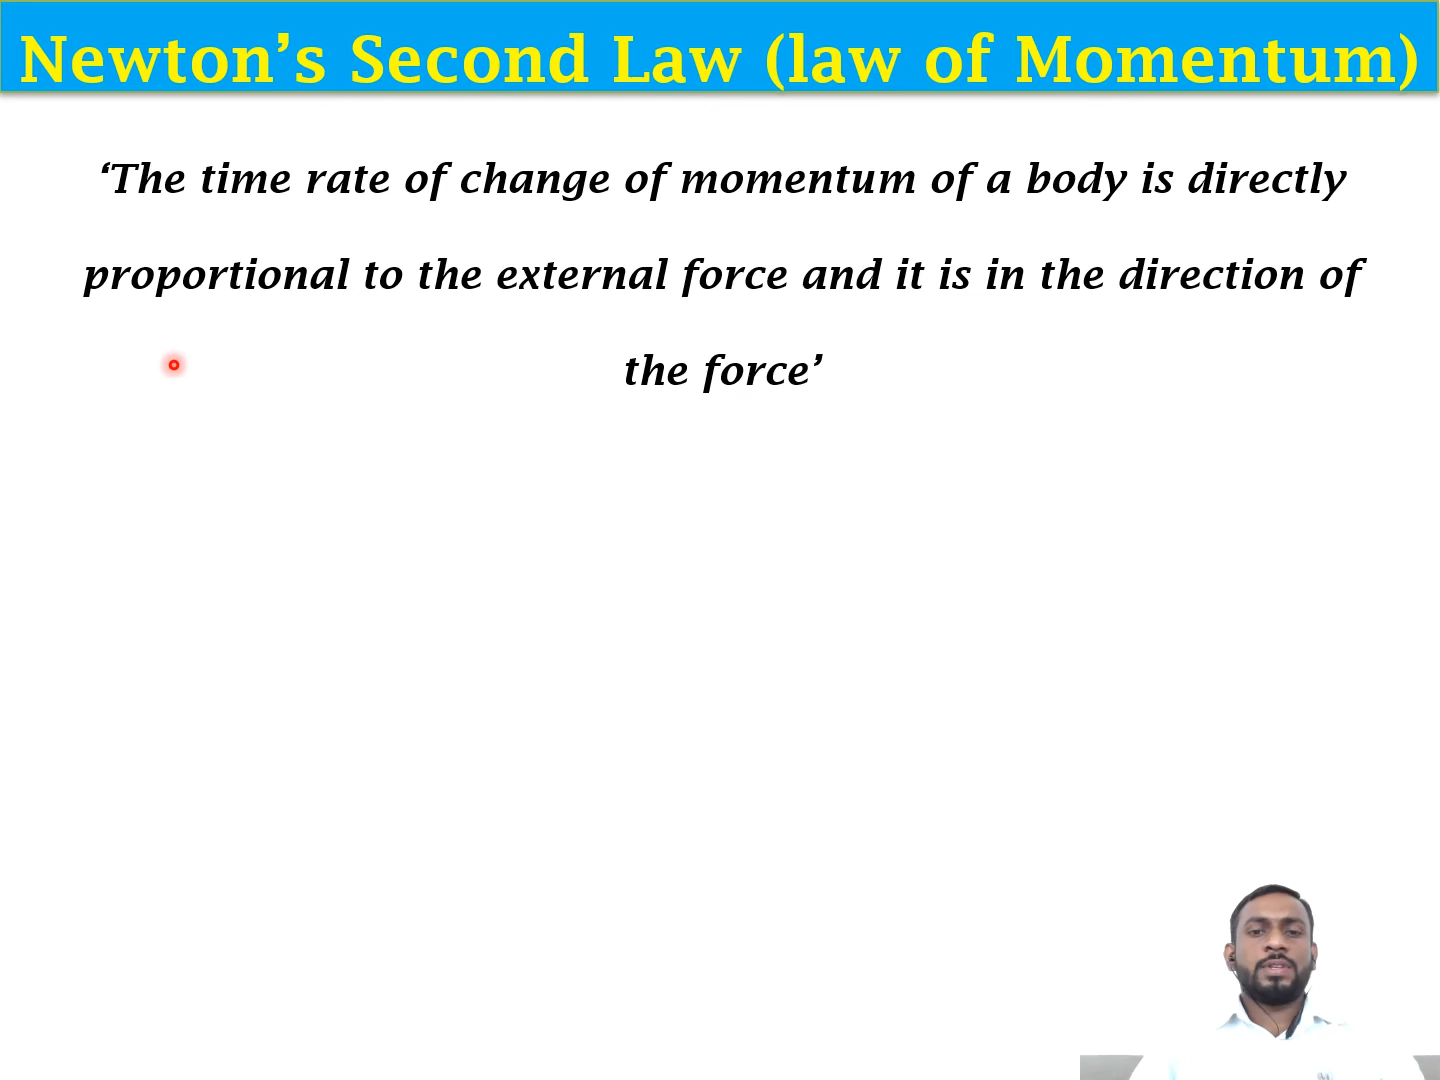 Newton’s Second Law (law of Momentum)
‘The time rate of change of momentum of a body is directly
proportional to the external force and it is in the direction of
the force’